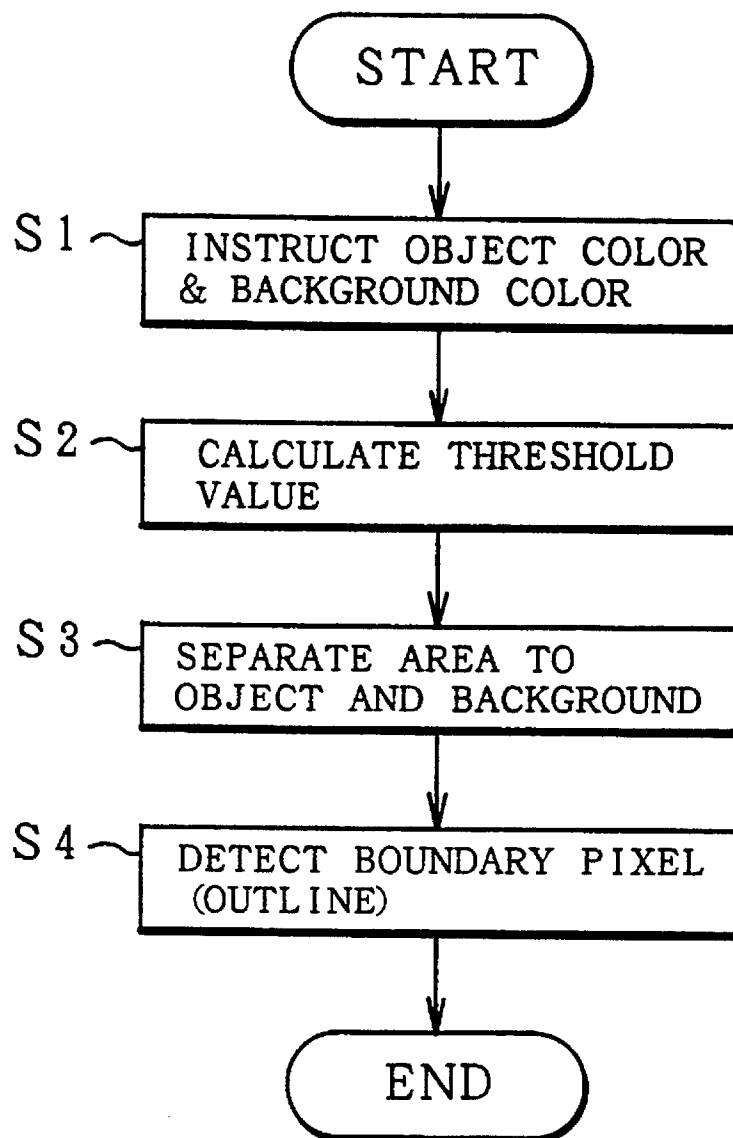 START
S1
INSTRUCT OBJECT COLOR
& BACKGROUND COLOR
S2
CALCULATE THRESHOLD
VALUE
S3
SEPARATE AREA TO
OBJECT AND BACKGROUND
S4
DETECT BOUNDARY PIXEL
(OUTLINE)
END